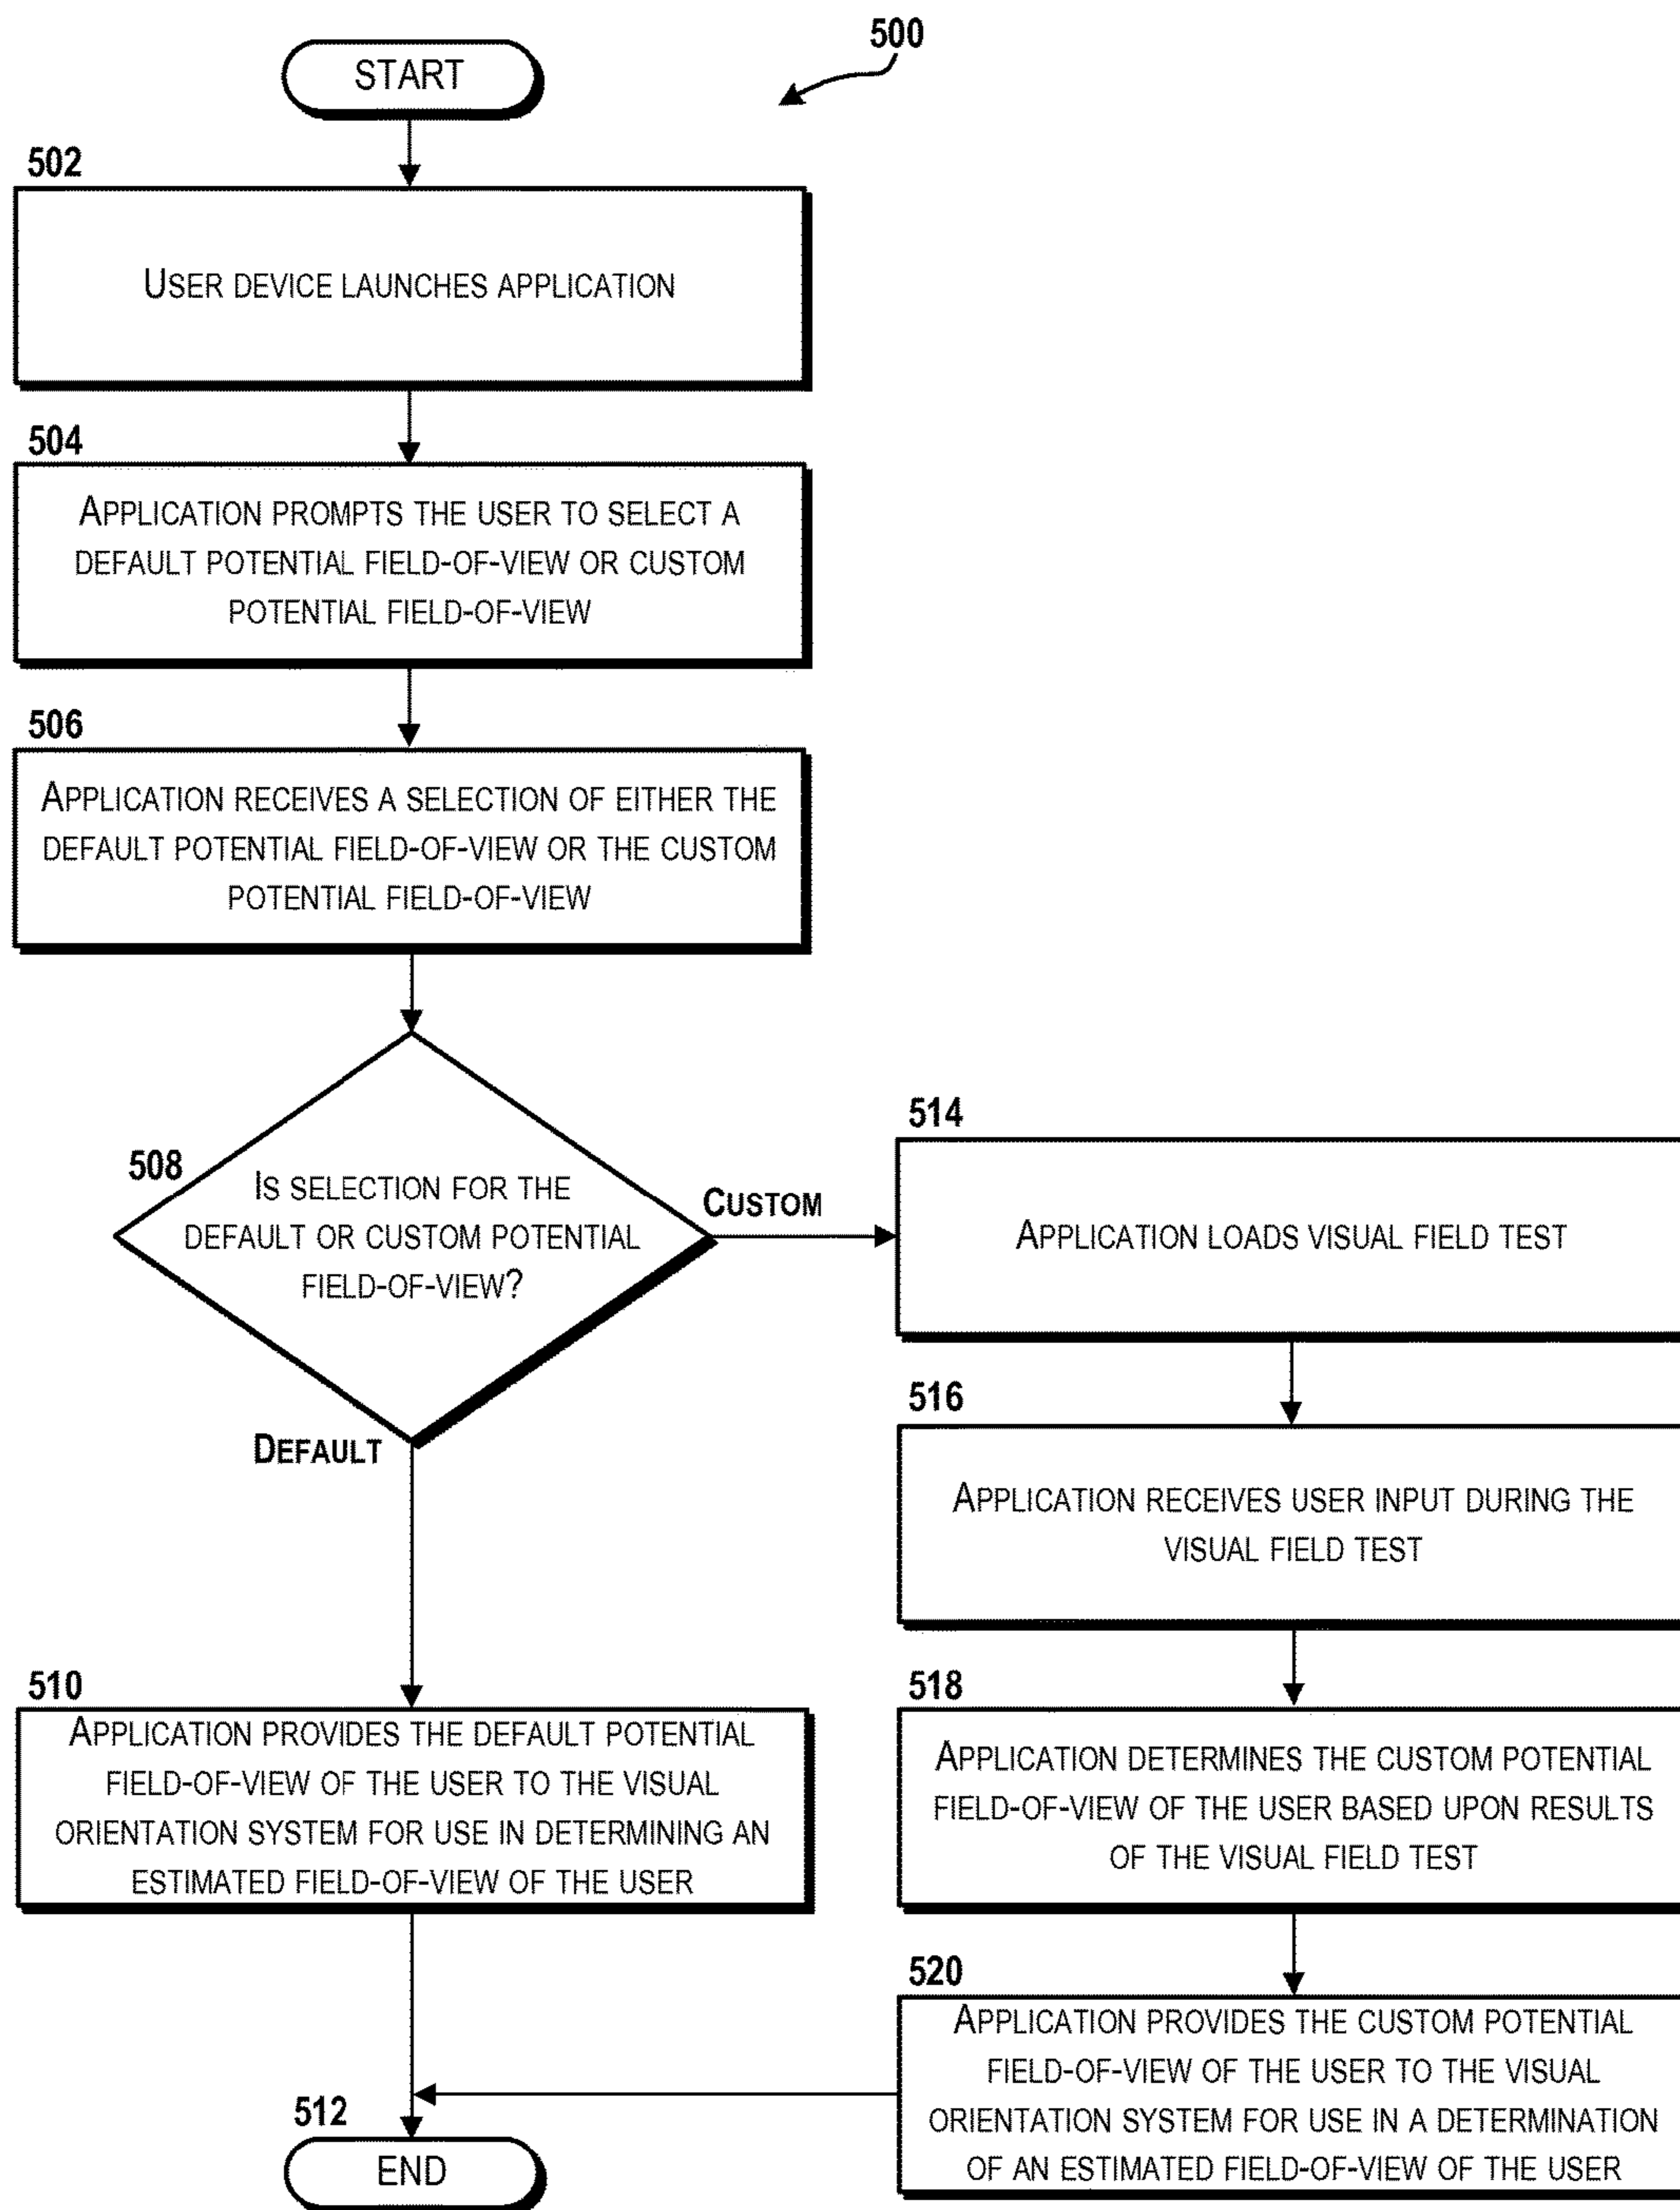 500
START
502
USER DEVICE LAUNCHES APPLICATION
504
APPLICATION PROMPTS THE USER TO SELECT A
DEFAULT POTENTIAL FIELD-OF-VIEW OR CUSTOM
POTENTIAL FIELD-OF-VIEW
506
APPLICATION RECEIVES A SELECTION OF EITHER THE
DEFAULT POTENTIAL FIELD-OF-VIEW OR THE CUSTOM
POTENTIAL FIELD-OF-VIEW
508
IS SELECTION FOR THE
DEFAULT OR CUSTOM POTENTIAL
FIELD-OF-VIEW?
CUSTOM
DEFAULT
514
APPLICATION LOADS VISUAL FIELD TEST
516
APPLICATION RECEIVES USER INPUT DURING THE
VISUAL FIELD TEST
510
APPLICATION PROVIDES THE DEFAULT POTENTIAL
FIELD-OF-VIEW OF THE USER TO THE VISUAL
ORIENTATION SYSTEM FOR USE IN DETERMINING AN
ESTIMATED FIELD-OF-VIEW OF THE USER
518
APPLICATION DETERMINES THE CUSTOM POTENTIAL
FIELD-OF-VIEW OF THE USER BASED UPON RESULTS
OF THE VISUAL FIELD TEST
520
APPLICATION PROVIDES THE CUSTOM POTENTIAL
FIELD-OF-VIEW OF THE USER TO THE VISUAL
ORIENTATION SYSTEM FOR USE IN A DETERMINATION
OF AN ESTIMATED FIELD-OF-VIEW OF THE USER
512
END